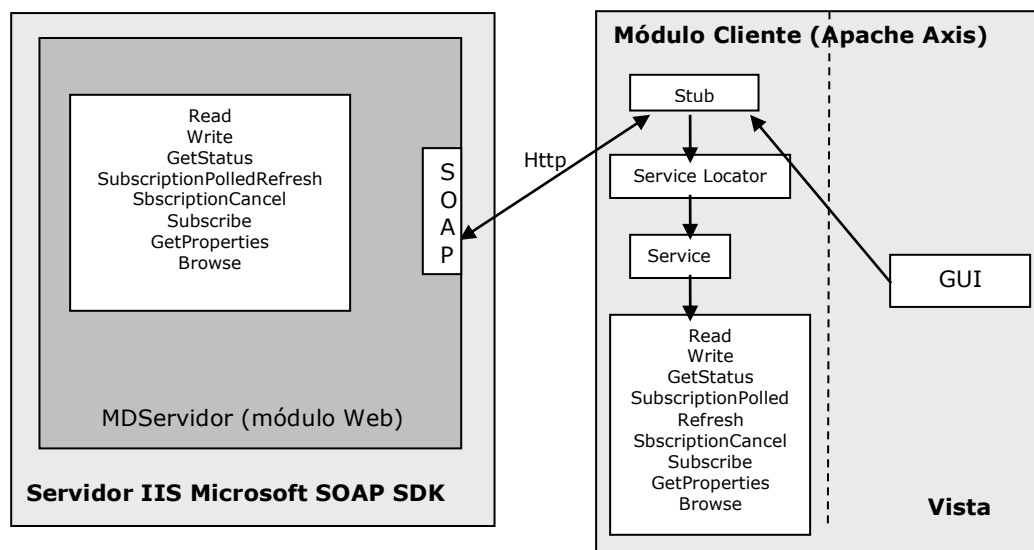 Read
Write
GetStatus
SubscriptionPolledRefresh
SbscriptionCancel
Subscribe
GetProperties
Browse
S
O
A
P
MDServidor (módulo Web)
Servidor IIS Microsoft SOAP SDK
Http
Módulo Cliente (Apache Axis)
Stub
Service Locator
Service
Read
Write
GetStatus
SubscriptionPolled
Refresh
SbscriptionCancel
Subscribe
GetProperties
Browse
GUI
Vista